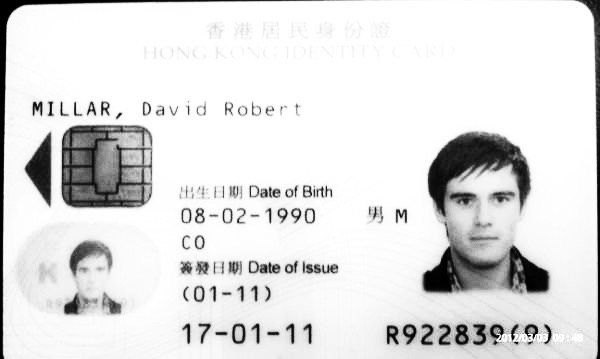 香港居民身份證
HONG KONG IDENTITY CARD
MILLAR, David Robert
出生日期 Date of Birth
08-02-1990
男 M
CO
簽發日期 Date of Issue
(01-11)
17-01-11
R922839(9)
2012/03/03 09:48